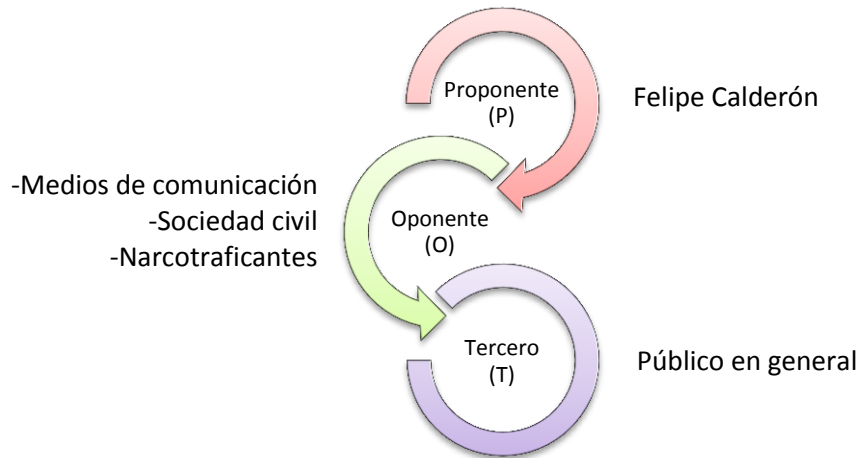 Proponente
(P)
Felipe Calderón
-Medios de comunicación
-Sociedad civil
-Narcotraficantes
Oponente
(O)
Tercero
(T)
Público en general